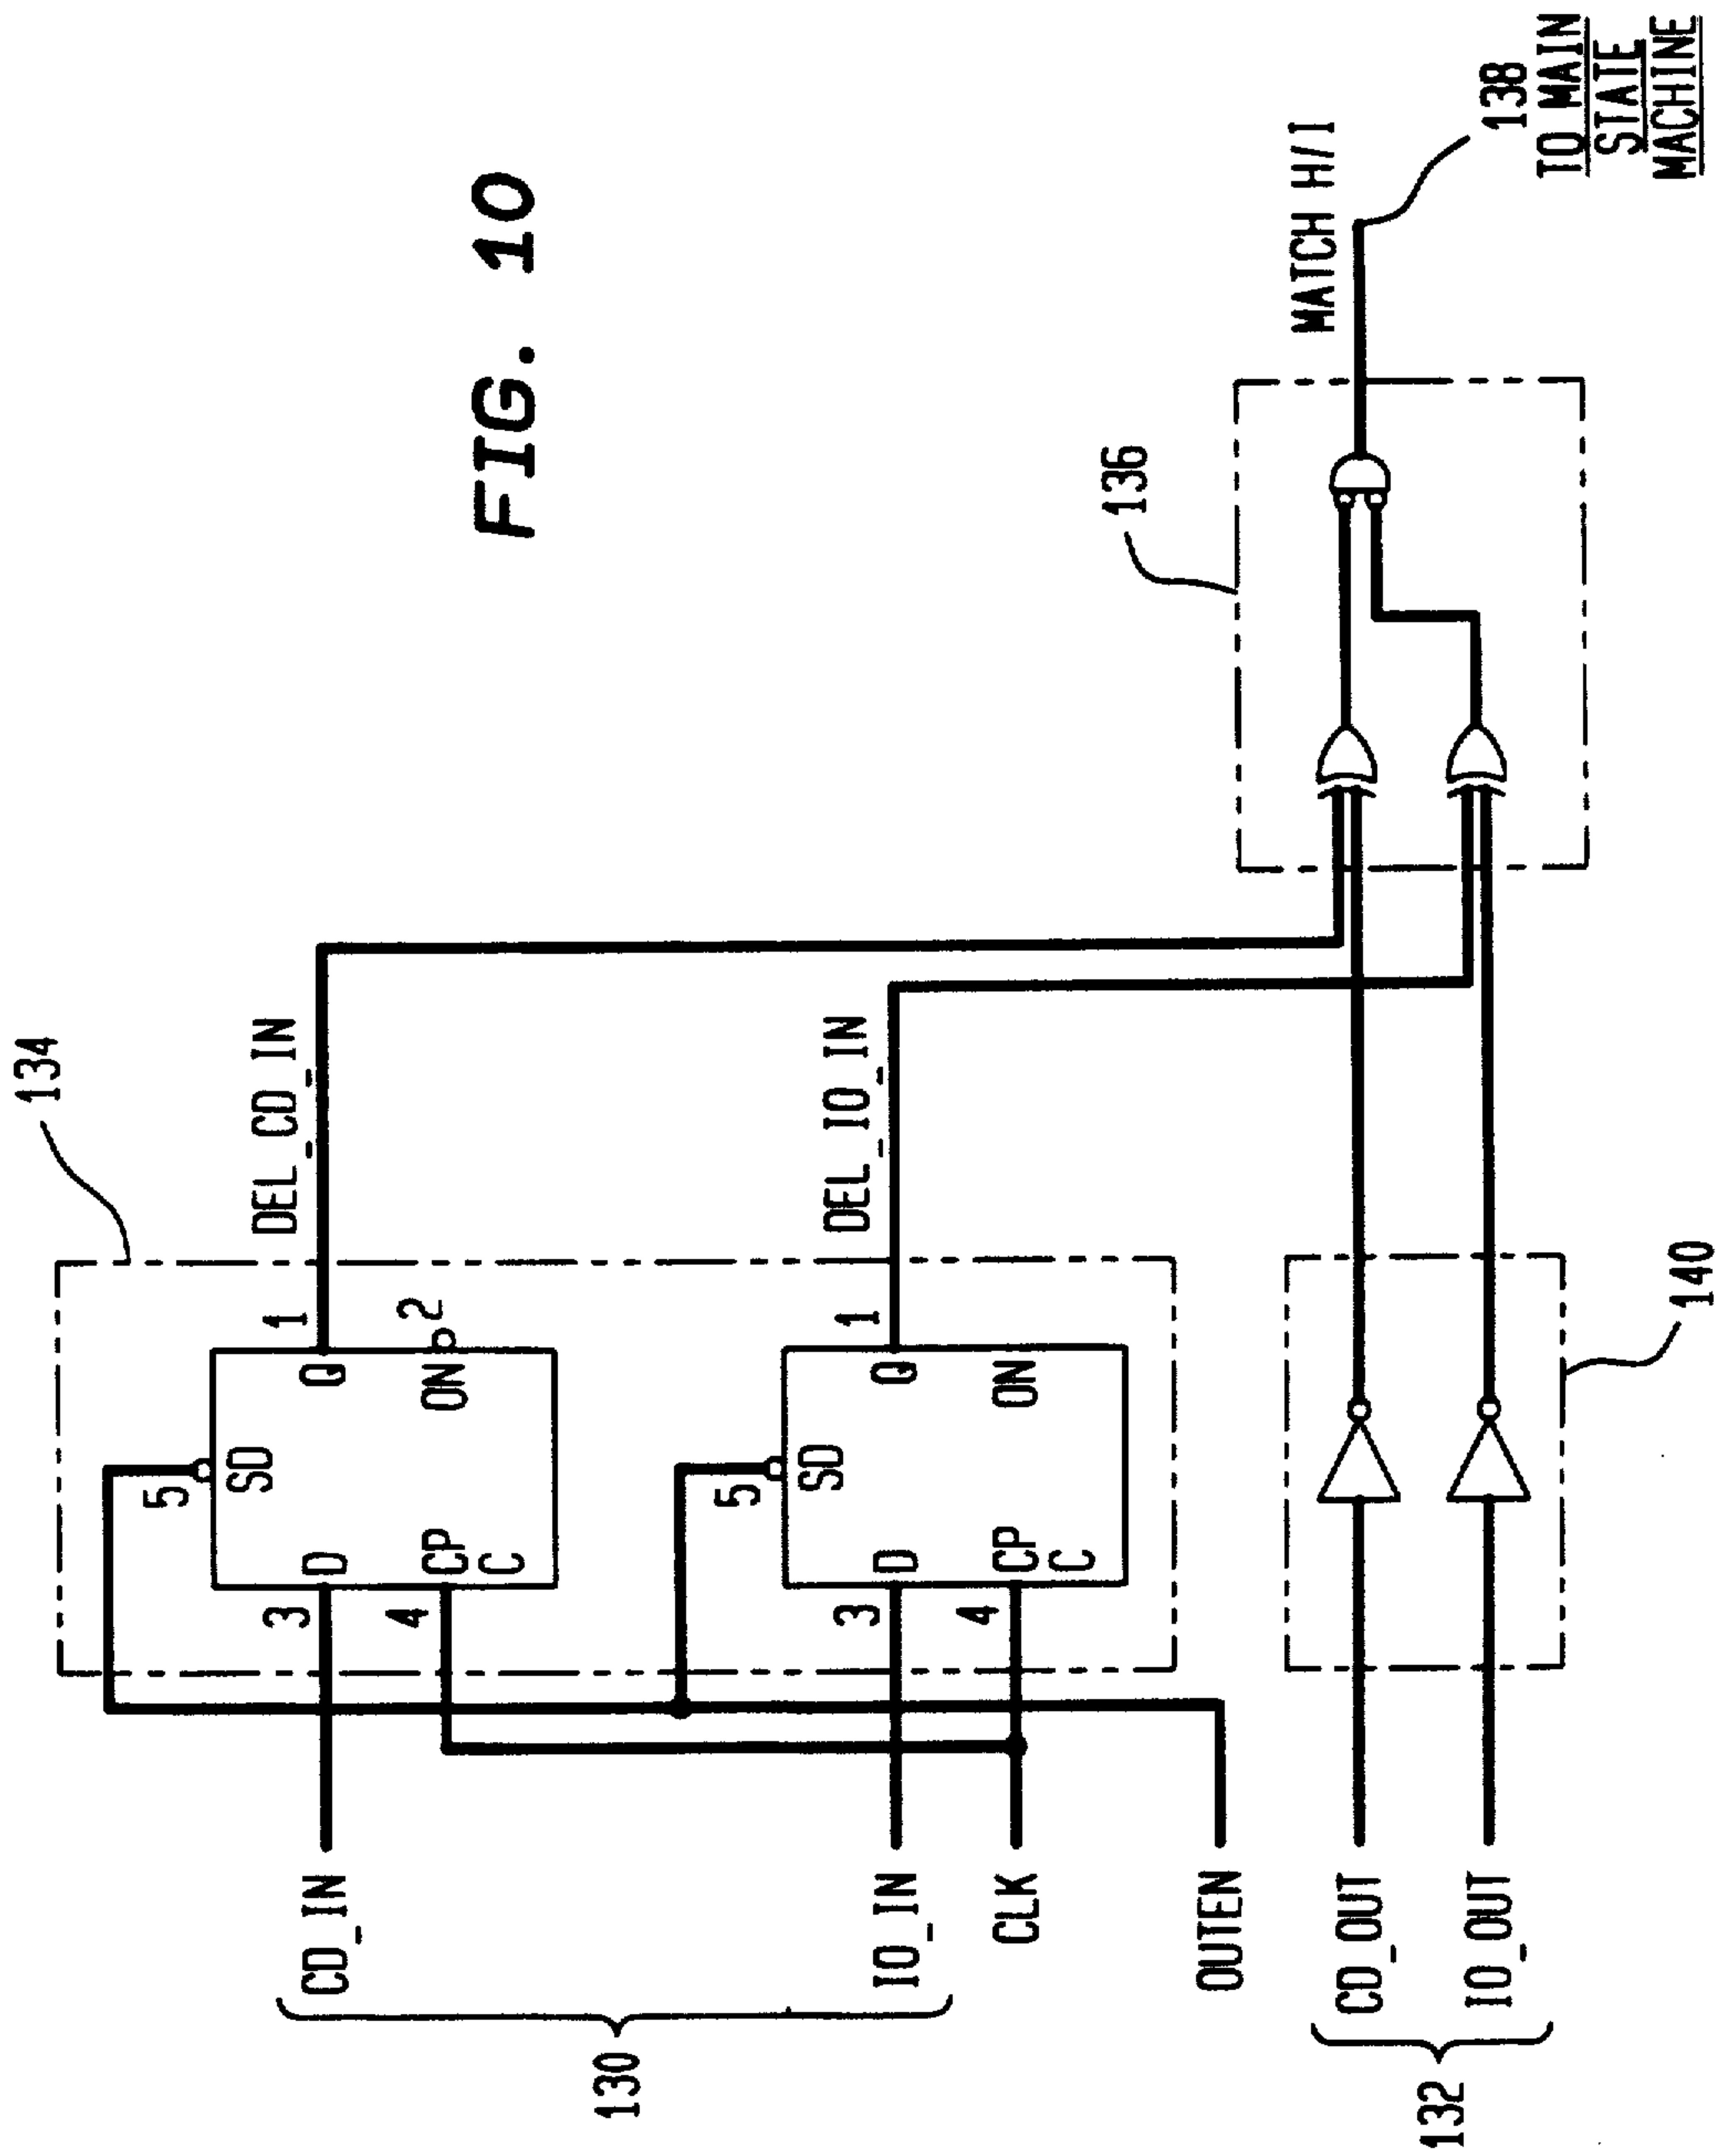 FIG. 10
134
DEL_CD_IN
1
5
SD
D
Q
3
CD_IN
4
CP
C
ON
2
DEL_IO_IN
1
5
SD
D
Q
3
IO_IN
4
CP
C
ON
130
CLK
OUTEN
136
MATCH H/I
138
TO MAIN
STATE
MACHINE
CD_OUT
IO_OUT
132
140